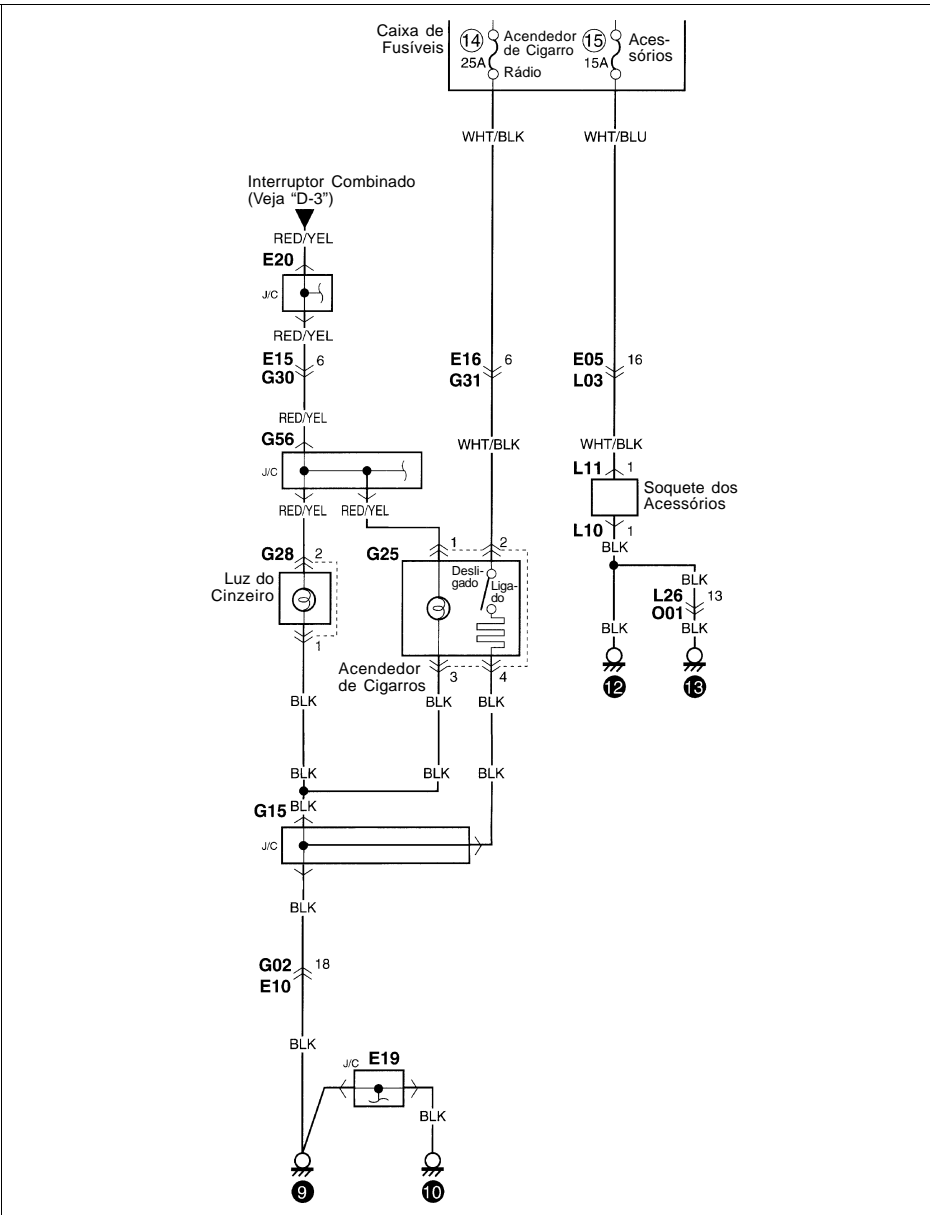 Caixa de
Fusíveis
14
25A
Acendedor
de Cigarro
Rádio
15
15A
Aces-
sórios
WHT/BLK
WHT/BLU
Interruptor Combinado
(Veja “D-3”)
RED/YEL
E20
J/C
RED/YEL
E15
6
G30
E16
6
G31
E05
16
L03
RED/YEL
G56
J/C
WHT/BLK
WHT/BLK
L11
1
Soquete dos
Acessórios
L10
1
RED/YEL
RED/YEL
BLK
G28
2
G25
1
2
Desli-
gado
Liga-
do
Luz do
Cinzeiro
1
BLK
L26
13
O01
BLK
BLK
12
13
Acendedor
de Cigarros
3
4
BLK
BLK
BLK
BLK
BLK
BLK
G15
BLK
J/C
BLK
G02
18
E10
BLK
J/C
E19
BLK
9
10